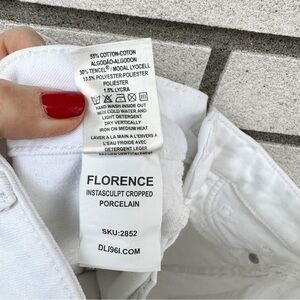 55% COTTON-COTON
ALGODÃO-ALGODON
30% TENCEL / MODAL LYOCELL
13.5% POLYESTER-POLIESTER
POLIÉSTER
1.5% LYCRA
HAND WASH INSIDE OUT
WITH COLD WATER AND
LIGHT DETERGENT
DRY VERTICALLY
IRON ON MEDIUM HEAT
LAVER A LA MAIN A L'ENVERS A
L'EAU FROIDE AVEC
DETERGENT LEGER
FLORENCE
INSTASCULPT CROPPED
PORCELAIN
SKU:2852
DL1961.COM